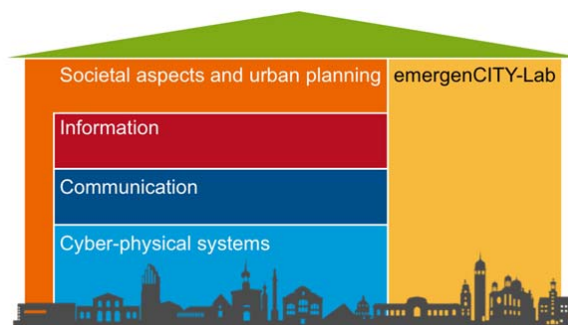 Societal aspects and urban planning
emergenCITY-Lab
Information
Communication
Cyber-physical systems